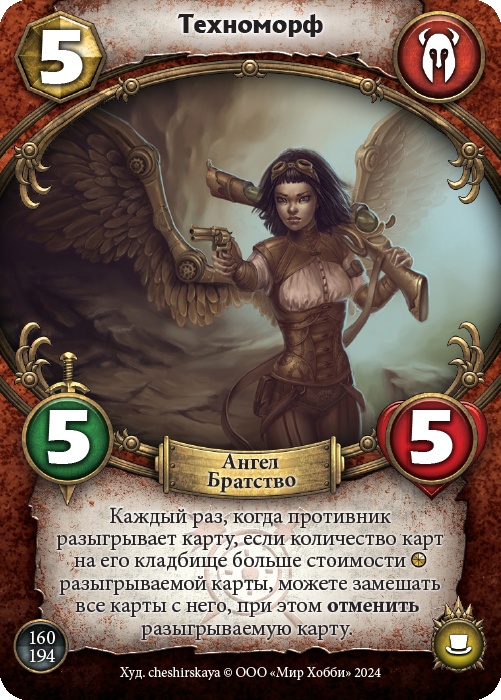 Техноморф
5
5
5
Ангел
Братство
Каждый раз, когда противник
разыгрывает карту, если количество карт
на его кладбище больше стоимости
разыгрываемой карты, можете замешать
все карты с него, при этом отменить
разыгрываемую карту.
160
194
Худ. cheshirskaya © ООО «Мир Хобби» 2024